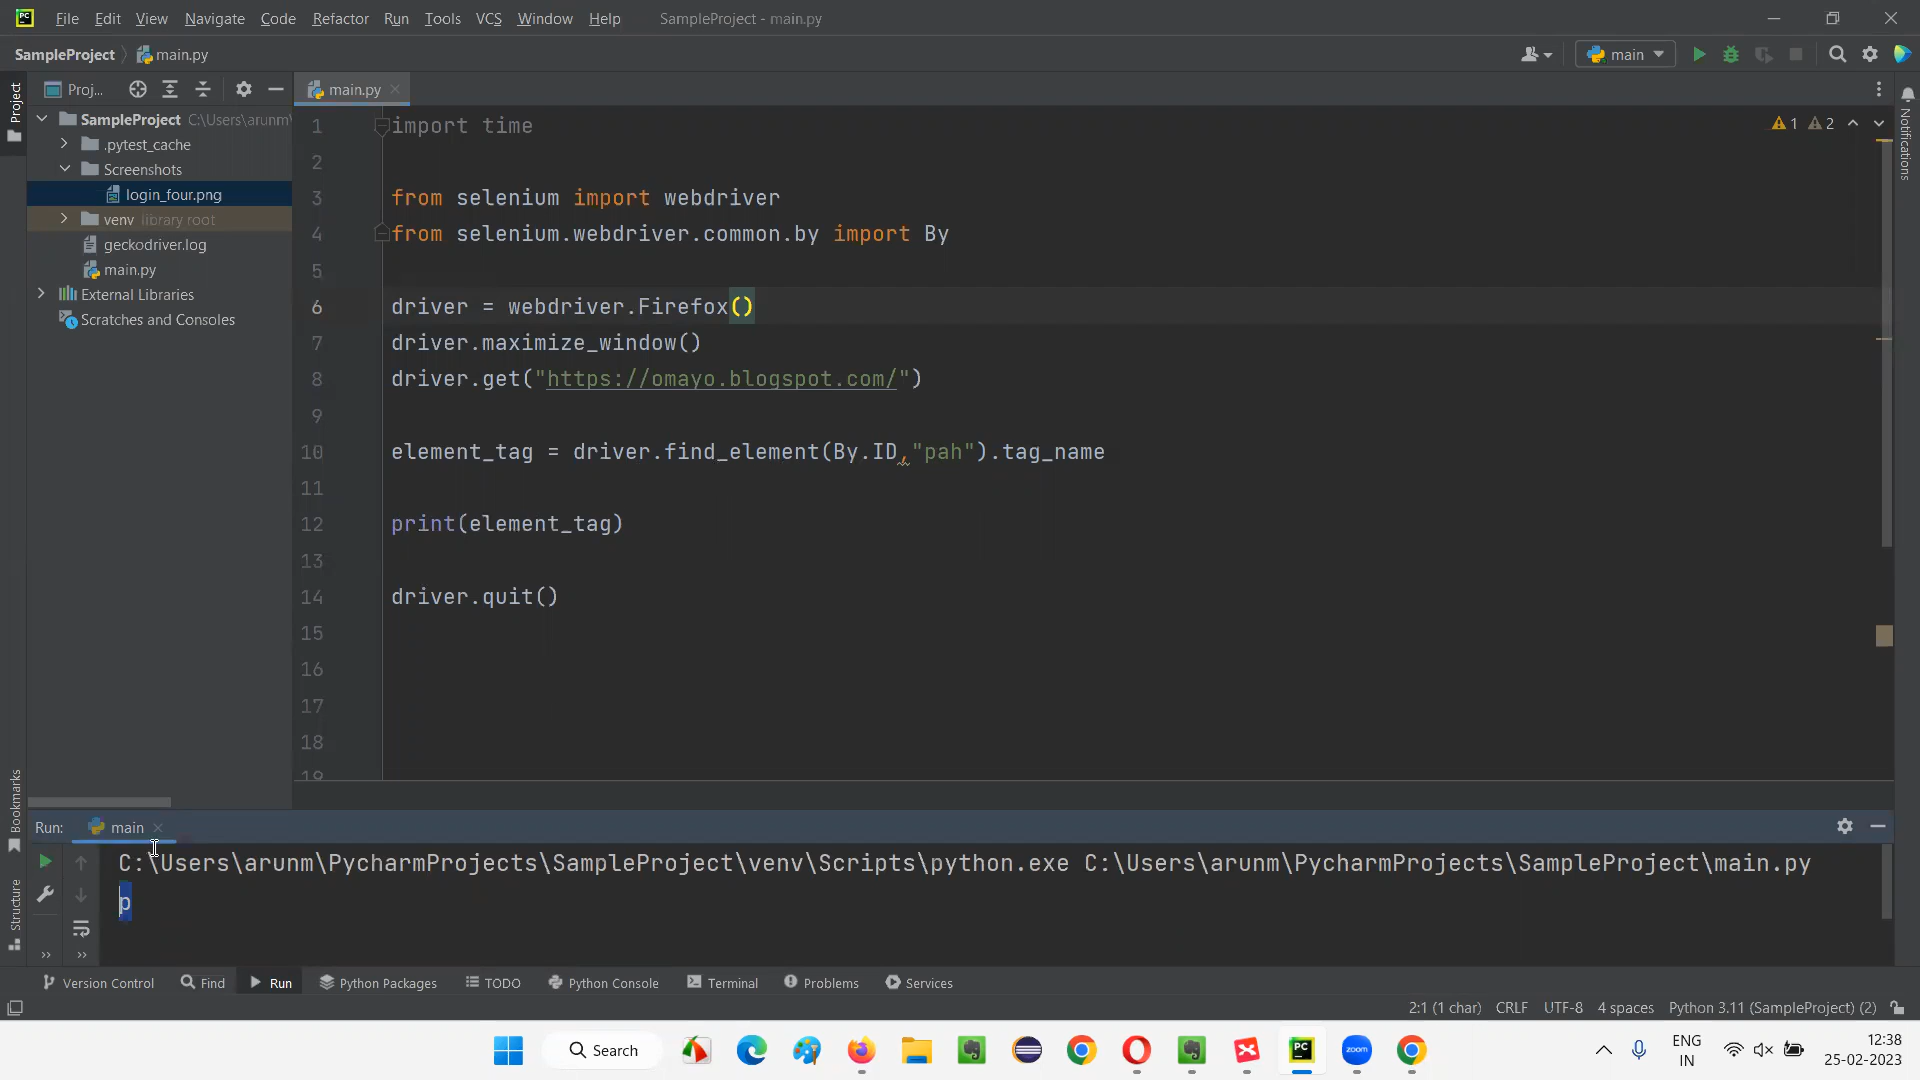 File Edit View Navigate Code Refactor Run Tools VCS Window Help SampleProject - main.py
SampleProject main.py main
Project
Proj... main.py
SampleProject C:\Users\arunm\
.pytest_cache
Screenshots
login_four.png
venv library root
geckodriver.log
main.py
External Libraries
Scratches and Consoles
1 import time
2
3 from selenium import webdriver
4 from selenium.webdriver.common.by import By
5
6 driver = webdriver.Firefox()
7 driver.maximize_window()
8 driver.get("https://omayo.blogspot.com/")
9
10 element_tag = driver.find_element(By.ID,"pah").tag_name
11
12 print(element_tag)
13
14 driver.quit()
15
16
17
18
19
1 2
Notifications
Bookmarks
Structure
Run: main
C:\Users\arunm\PycharmProjects\SampleProject\venv\Scripts\python.exe C:\Users\arunm\PycharmProjects\SampleProject\main.py
p
Version Control Find Run Python Packages TODO Python Console Terminal Problems Services
2:1 (1 char) CRLF UTF-8 4 spaces Python 3.11 (SampleProject) (2)
Search
PC
zoom
ENG
IN
12:38
25-02-2023